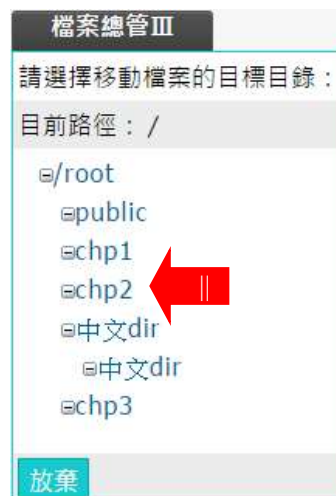 檔案總管III
請選擇移動檔案的目標目錄：
目前路徑： /
/root
public
chp1
chp2
中文dir
中文dir
chp3
放棄